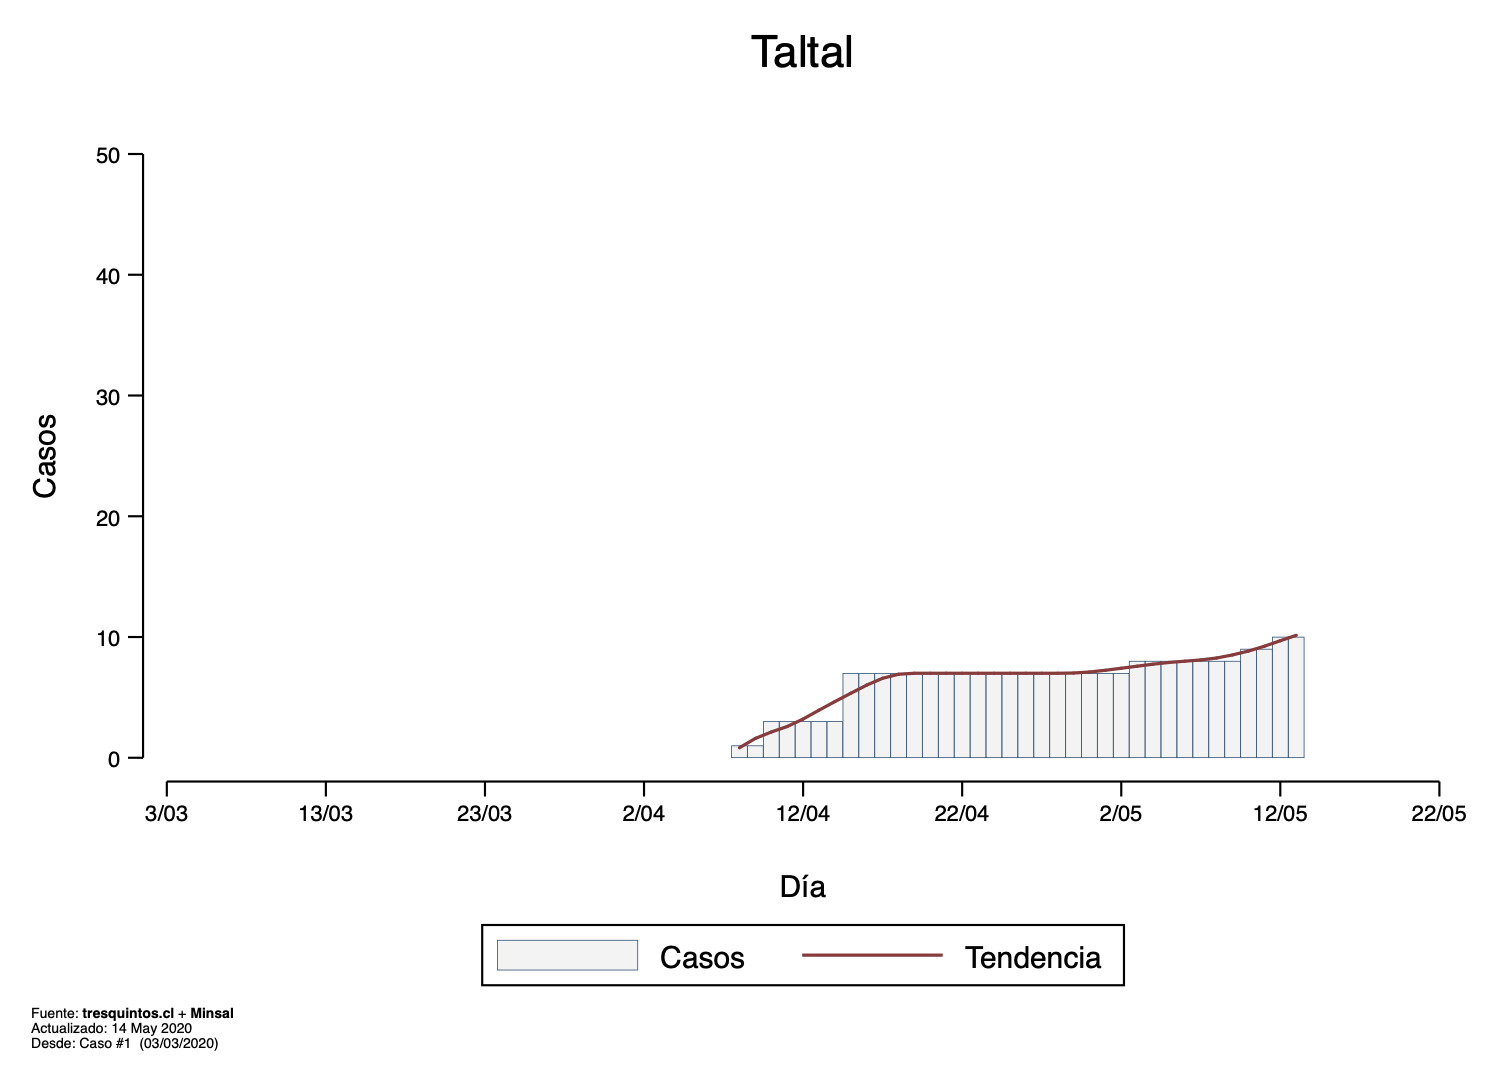 Taltal
50
40
30
20
10
0
Casos
3/03 13/03 23/03 2/04 12/04 22/04 2/05 12/05 22/05
Día
Casos Tendencia
Fuente: tresquintos.cl + Minsal
Actualizado: 14 May 2020
Desde: Caso #1 (03/03/2020)